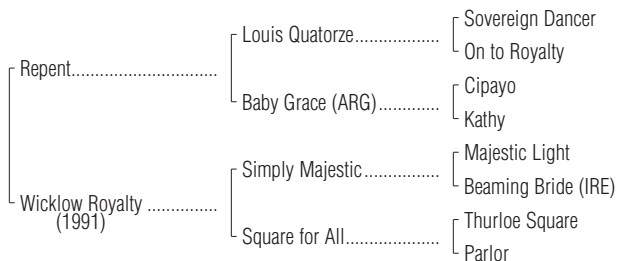 Sovereign Dancer
Louis Quatorze..................
On to Royalty
Repent.............................
Cipayo
Baby Grace (ARG).............
Kathy
Majestic Light
Simply Majestic................
Beaming Bride (IRE)
Wicklow Royalty ..............
(1991)
Thurloe Square
Square for All....................
Parlor